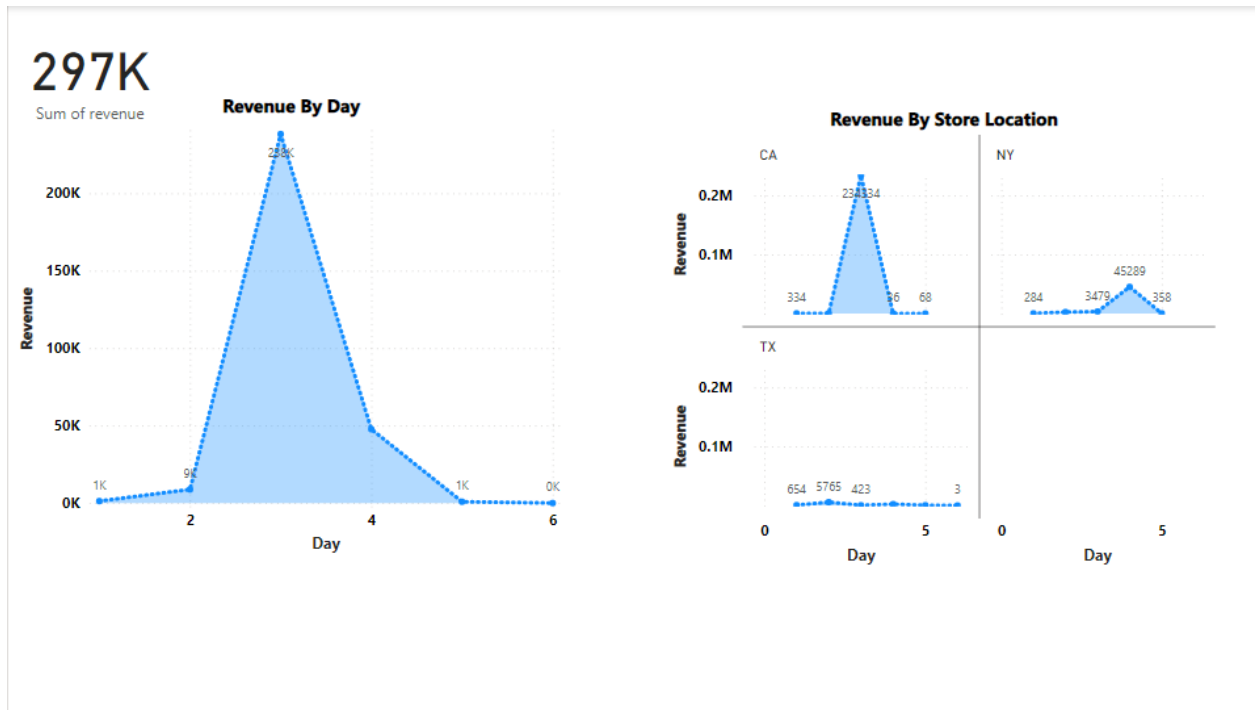 297K
Sum of revenue
Revenue By Day
Revenue
200K
150K
100K
50K
0K
1K
9K
238K
1K
0K
2
4
6
Day
Revenue By Store Location
CA
NY
Revenue
0.2M
0.1M
334
234334
68
284
3479
45289
358
TX
Revenue
0.2M
0.1M
654
5765
423
3
0
5
0
5
Day
Day